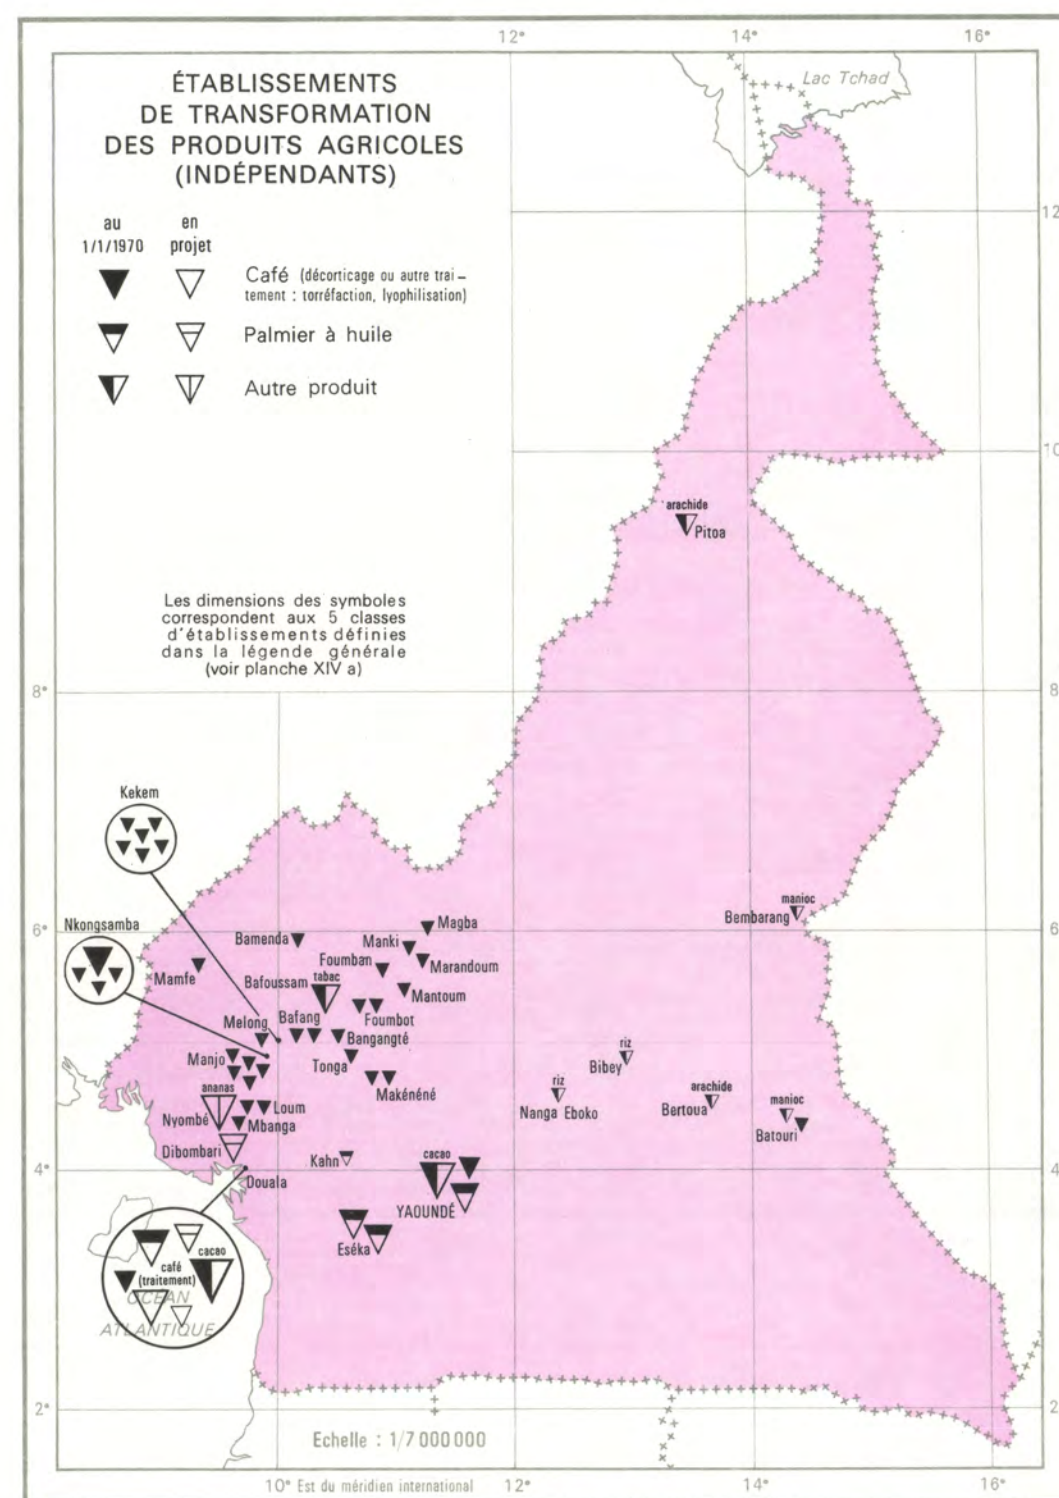 12°
14°
16°
ÉTABLISSEMENTS
DE TRANSFORMATION
DES PRODUITS AGRICOLES
(INDÉPENDANTS)
Lac Tchad
au
1/1/1970
en
projet
Café (décorticage ou autre trai-
tement : torréfaction, lyophilisation)
Palmier à huile
Autre produit
12
10
arachide
Pitoa
Les dimensions des symboles
correspondent aux 5 classes
d'établissements définies
dans la légende générale
(voir planche XIV a)
8°
8
Kekem
Nkongsamba
6°
6
manioc
Bembarang
Magba
Bamenda
Manki
Foumban
Marandoum
Mamfe
Bafoussam
tabac
Mantoum
Bafang
Foumbot
Melong
Bangangté
Manjo
Tonga
riz
Bibey
Makénéné
ananas
Nyombé
Loum
Mbanga
riz
Nanga Eboko
arachide
Bertoua
manioc
Batouri
Dibombari
Kahn
cacao
4°
4
Douala
YAOUNDÉ
Eséka
café
(traitement)
cacao
OCÉAN
ATLANTIQUE
2°
2
Echelle : 1/7 000 000
10° Est du méridien international
12°
14°
16°